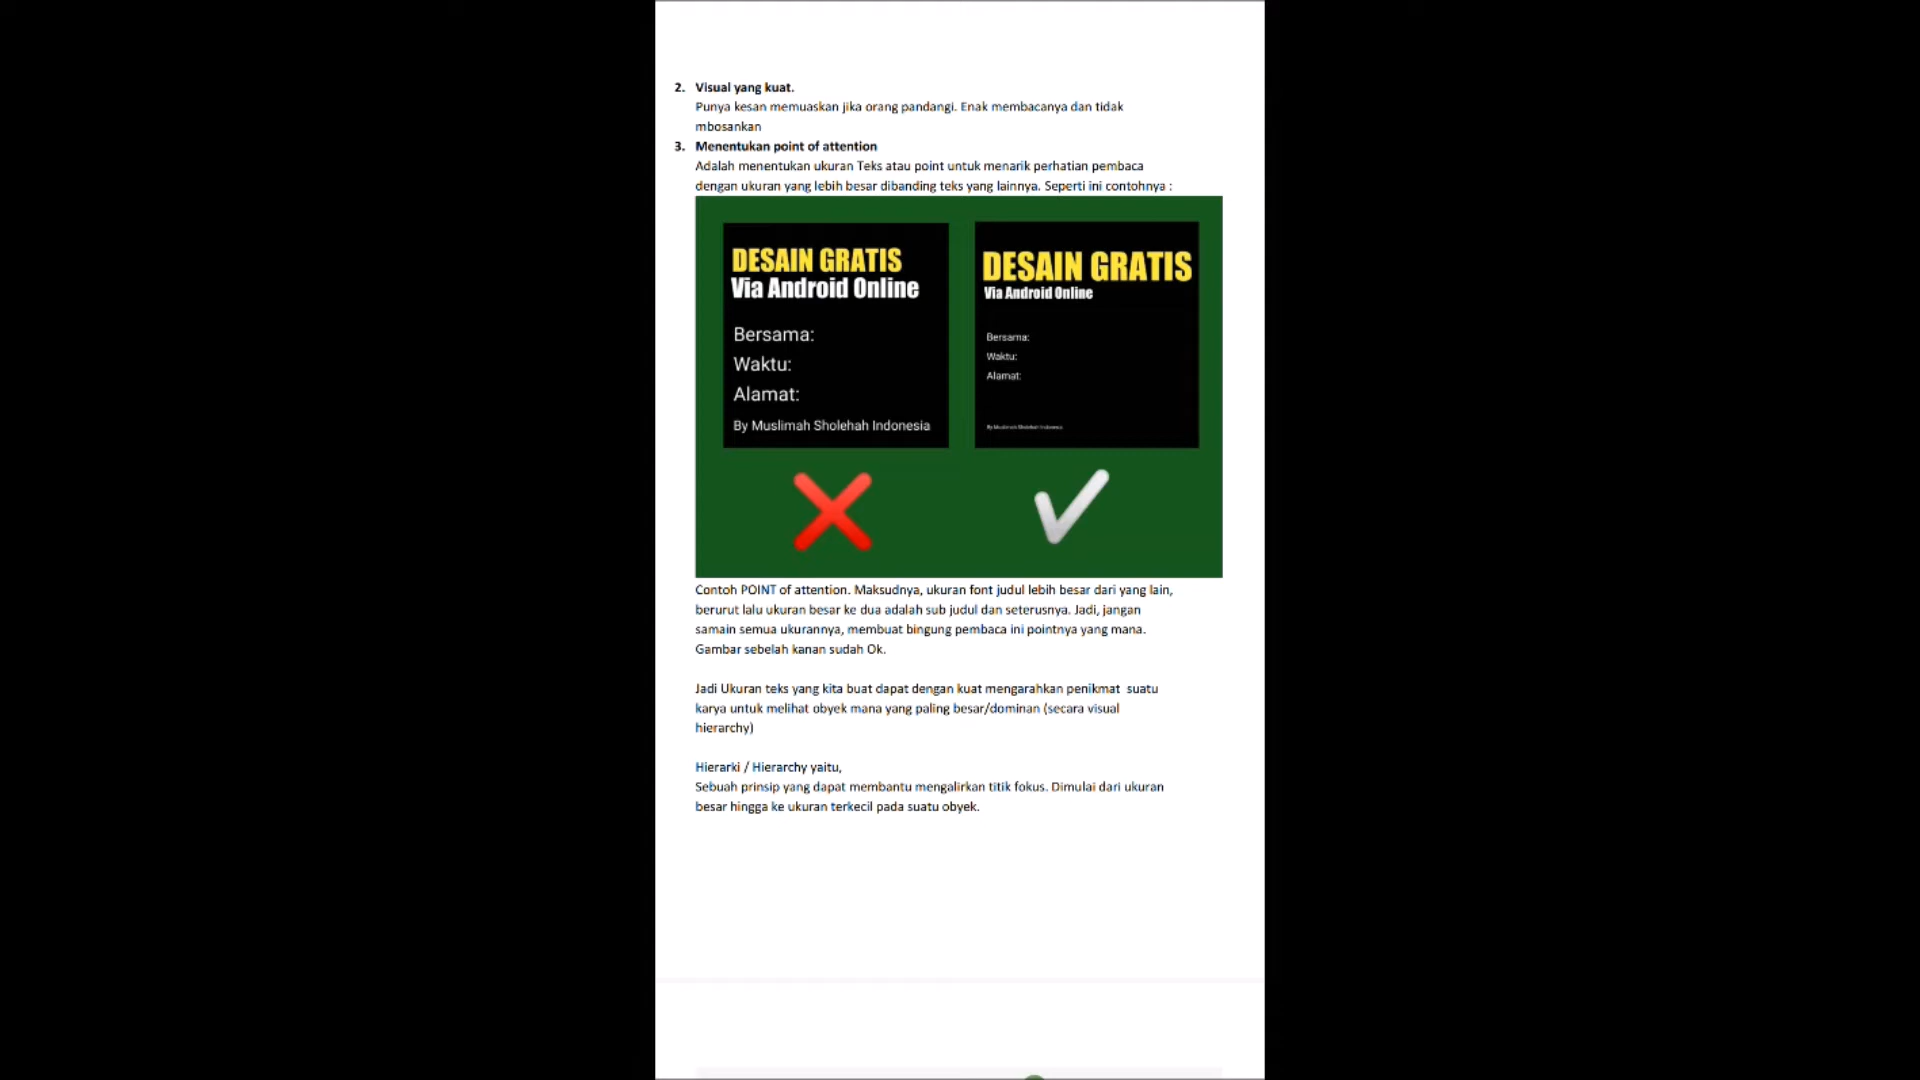 2. Visual yang kuat.
Punya kesan memuaskan jika orang pandangi. Enak membacanya dan tidak
mbosankan
3. Menentukan point of attention
Adalah menentukan ukuran Teks atau point untuk menarik perhatian pembaca
dengan ukuran yang lebih besar dibanding teks yang lainnya. Seperti ini contohnya :
DESAIN GRATIS
Via Android Online
Bersama:
Waktu:
Alamat:
By Muslimah Sholehah Indonesia
DESAIN GRATIS
Via Android Online
Bersama:
Waktu:
Alamat:
By Muslimah Sholehah Indonesia
Contoh POINT of attention. Maksudnya, ukuran font judul lebih besar dari yang lain,
berurut lalu ukuran besar ke dua adalah sub judul dan seterusnya. Jadi, jangan
samain semua ukurannya, membuat bingung pembaca ini pointnya yang mana.
Gambar sebelah kanan sudah Ok.
Jadi Ukuran teks yang kita buat dapat dengan kuat mengarahkan penikmat  suatu
karya untuk melihat obyek mana yang paling besar/dominan (secara visual
hierarchy)
Hierarki / Hierarchy yaitu,
Sebuah prinsip yang dapat membantu mengalirkan titik fokus. Dimulai dari ukuran
besar hingga ke ukuran terkecil pada suatu obyek.